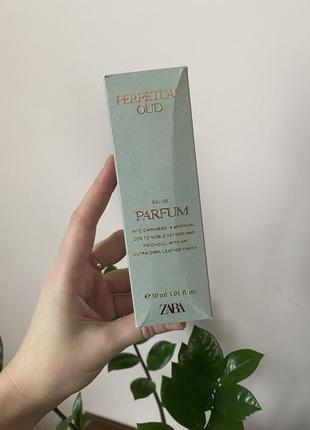 PERPETUAL
OUD
EAU DE
PARFUM
INTO DARKNESS: A MYSTICAL
ODE TO NOBLE VETIVER AND
PATCHOULI WITH AN
ULTRA-DARK LEATHER FINISH
e 30 ml 1.01 fl. oz
ZARA